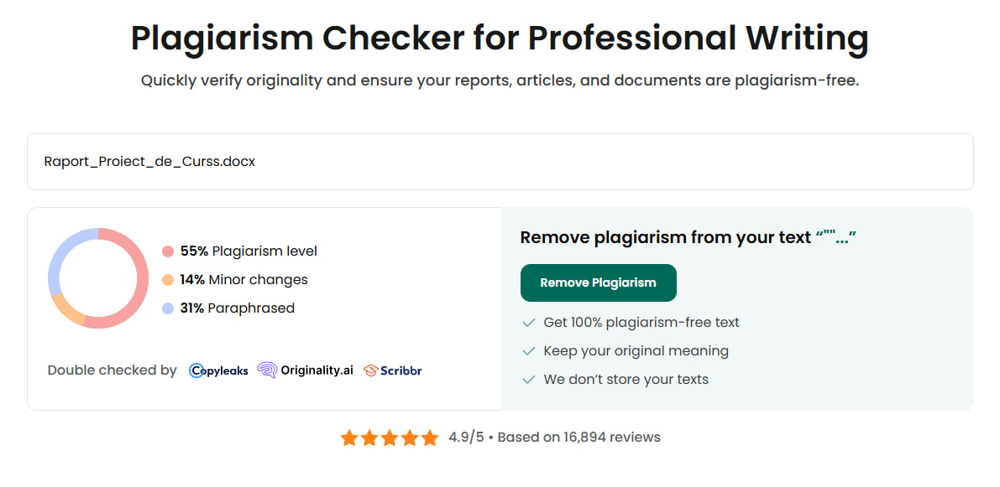 Plagiarism Checker for Professional Writing
Quickly verify originality and ensure your reports, articles, and documents are plagiarism-free.
Raport_Proiect_de_Curss.docx
55% Plagiarism level
14% Minor changes
31% Paraphrased
Double checked by Copyleaks Originality.ai Scribbr
Remove plagiarism from your text “""...”
Remove Plagiarism
Get 100% plagiarism-free text
Keep your original meaning
We don’t store your texts
4.9/5 • Based on 16,894 reviews